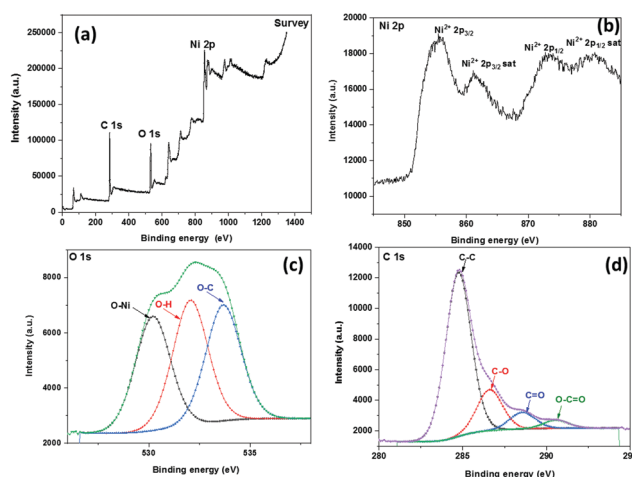 (a)
Survey
Ni 2p
C 1s
O 1s
Intensity (a.u.)
250000
200000
150000
100000
50000
0
0 200 400 600 800 1000 1200 1400
Binding energy (eV)
(b)
Ni 2p
Ni²⁺ 2p₃/₂
Ni²⁺ 2p₃/₂ sat
Ni²⁺ 2p₁/₂
Ni²⁺ 2p₁/₂ sat
Intensity (a.u.)
20000
18000
16000
14000
12000
10000
850 860 870 880
Binding energy (eV)
(c)
O 1s
O-Ni
O-H
O-C
Intensity (a.u.)
8000
6000
4000
2000
530 535
Binding energy (eV)
(d)
C 1s
C-C
C-O
C=O
O-C=O
Intensity (a.u.)
14000
12000
10000
8000
6000
4000
2000
0
280 285 290 29
Binding energy (eV)